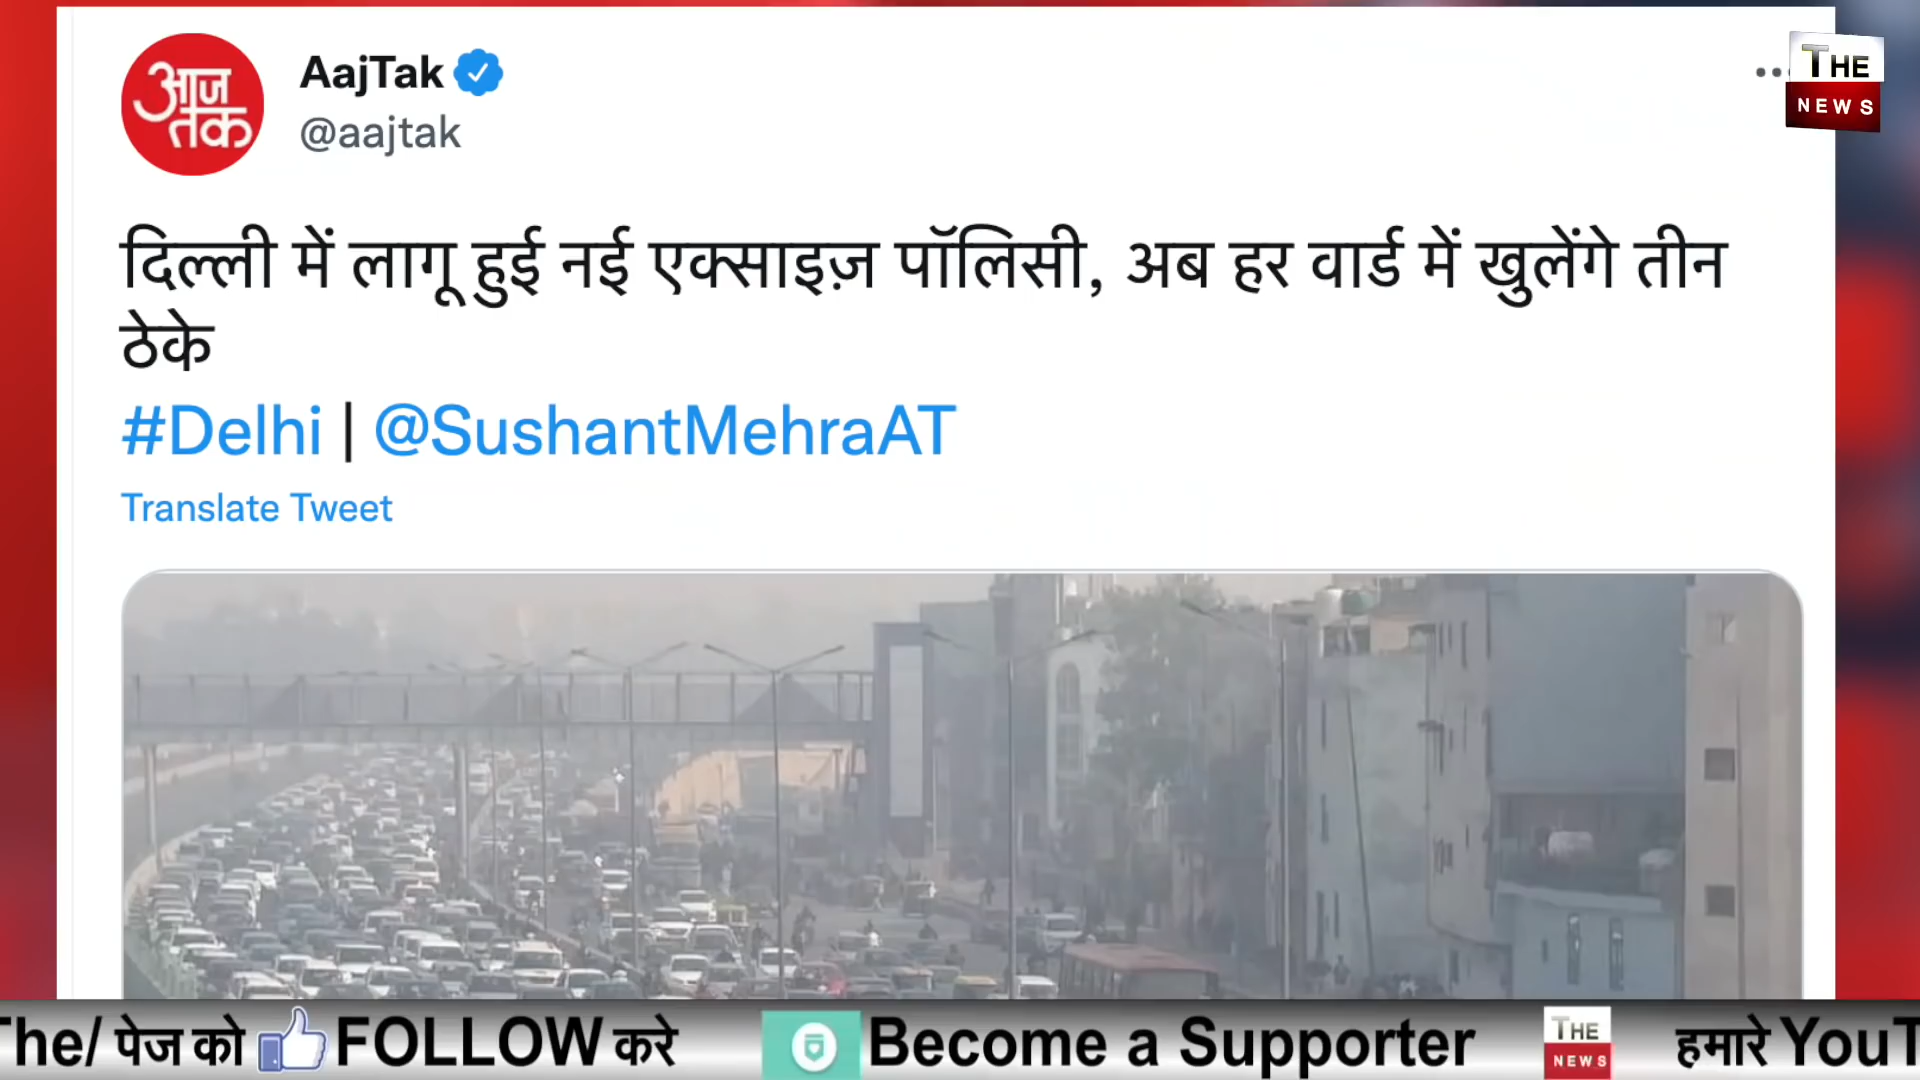 आज
तक
AajTak
@aajtak
THE
NEWS
दिल्ली में लागू हुई नई एक्साइज़ पॉलिसी, अब हर वार्ड में खुलेंगे तीन
ठेके
#Delhi | @SushantMehraAT
Translate Tweet
The/ पेज को FOLLOW करे Become a Supporter THE NEWS हमारे YouT